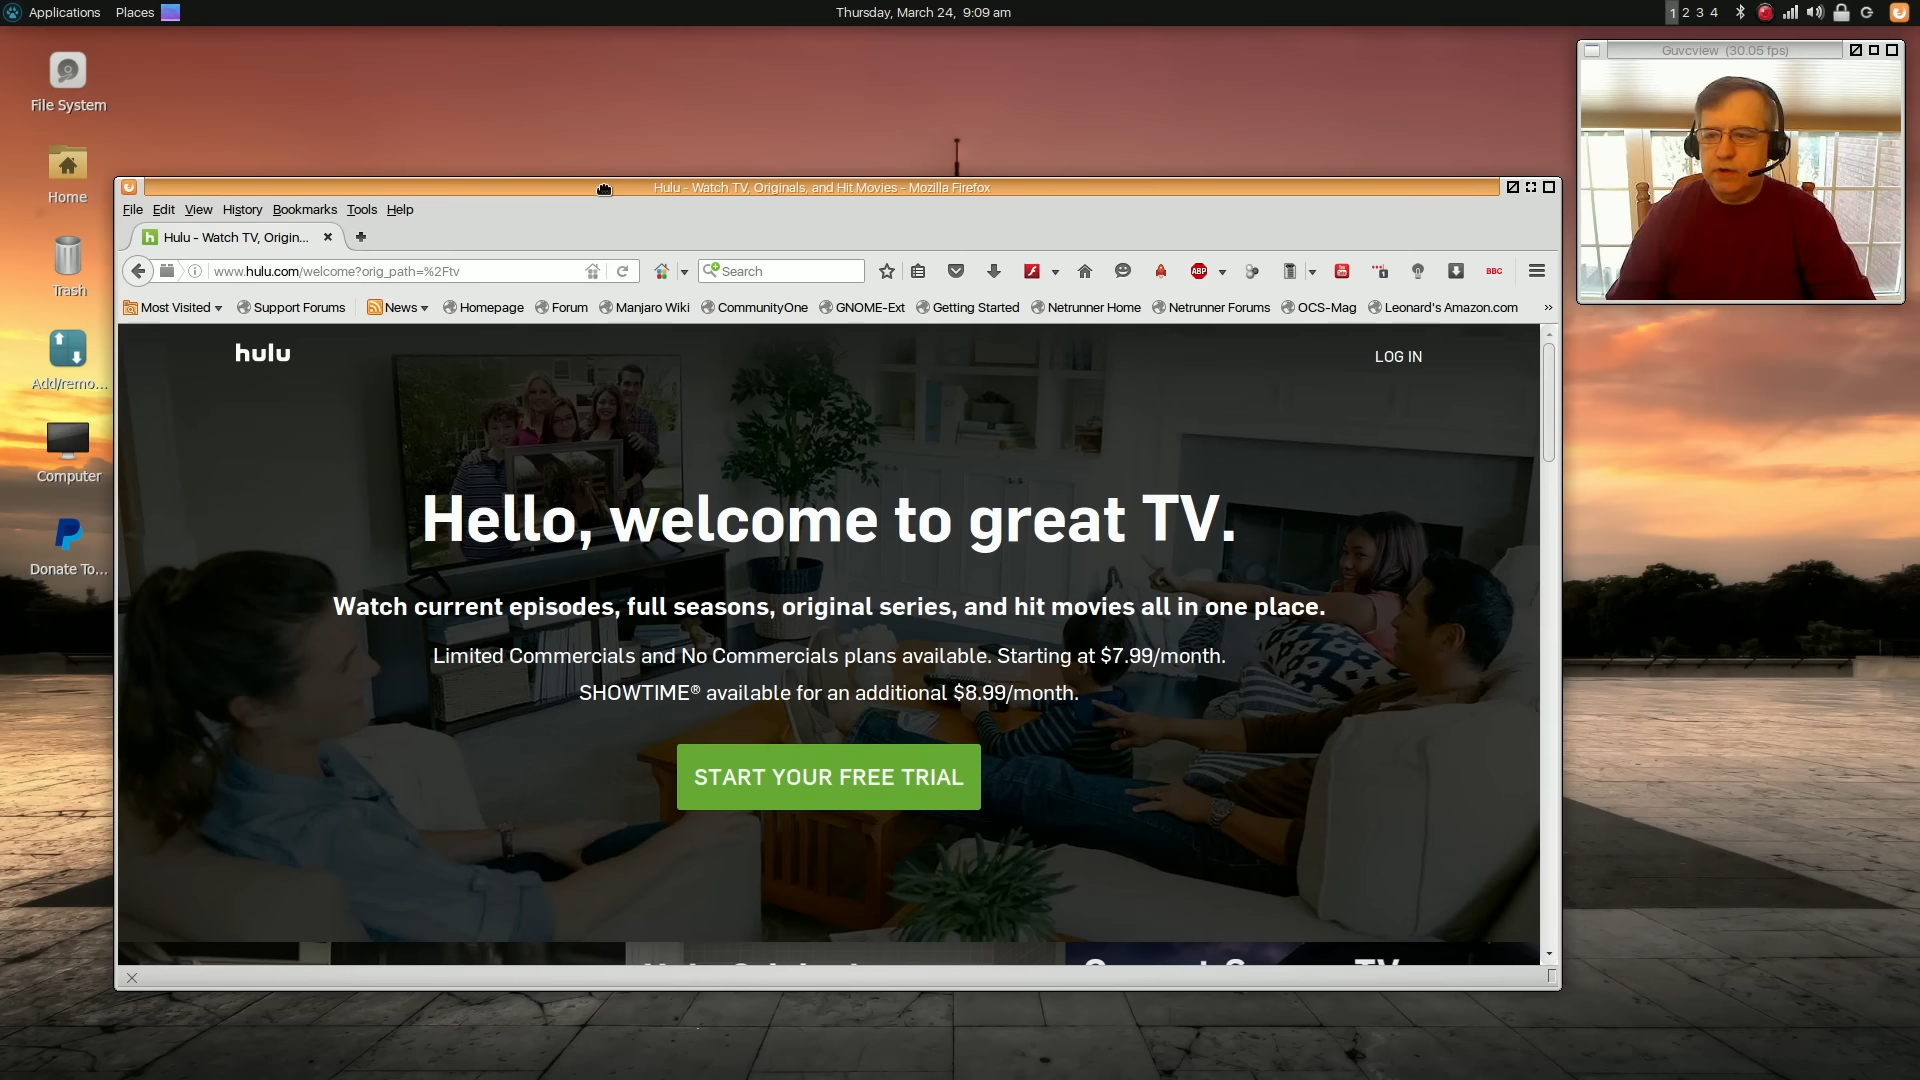 Applications Places
Thursday, March 24, 9:09 am
1 2 3 4
File System
Home
Trash
Add/remo...
Computer
Donate To...
Guvcview (30.05 fps)
Hulu - Watch TV, Originals, and Hit Movies - Mozilla Firefox
File Edit View History Bookmarks Tools Help
h Hulu - Watch TV, Origin...
www.hulu.com/welcome?orig_path=%2Ftv
Search
ABP
BBC
Most Visited Support Forums News Homepage Forum Manjaro Wiki CommunityOne GNOME-Ext Getting Started Netrunner Home Netrunner Forums OCS-Mag Leonard's Amazon.com »
hulu
LOG IN
Hello, welcome to great TV.
Watch current episodes, full seasons, original series, and hit movies all in one place.
Limited Commercials and No Commercials plans available. Starting at $7.99/month.
SHOWTIME® available for an additional $8.99/month.
START YOUR FREE TRIAL